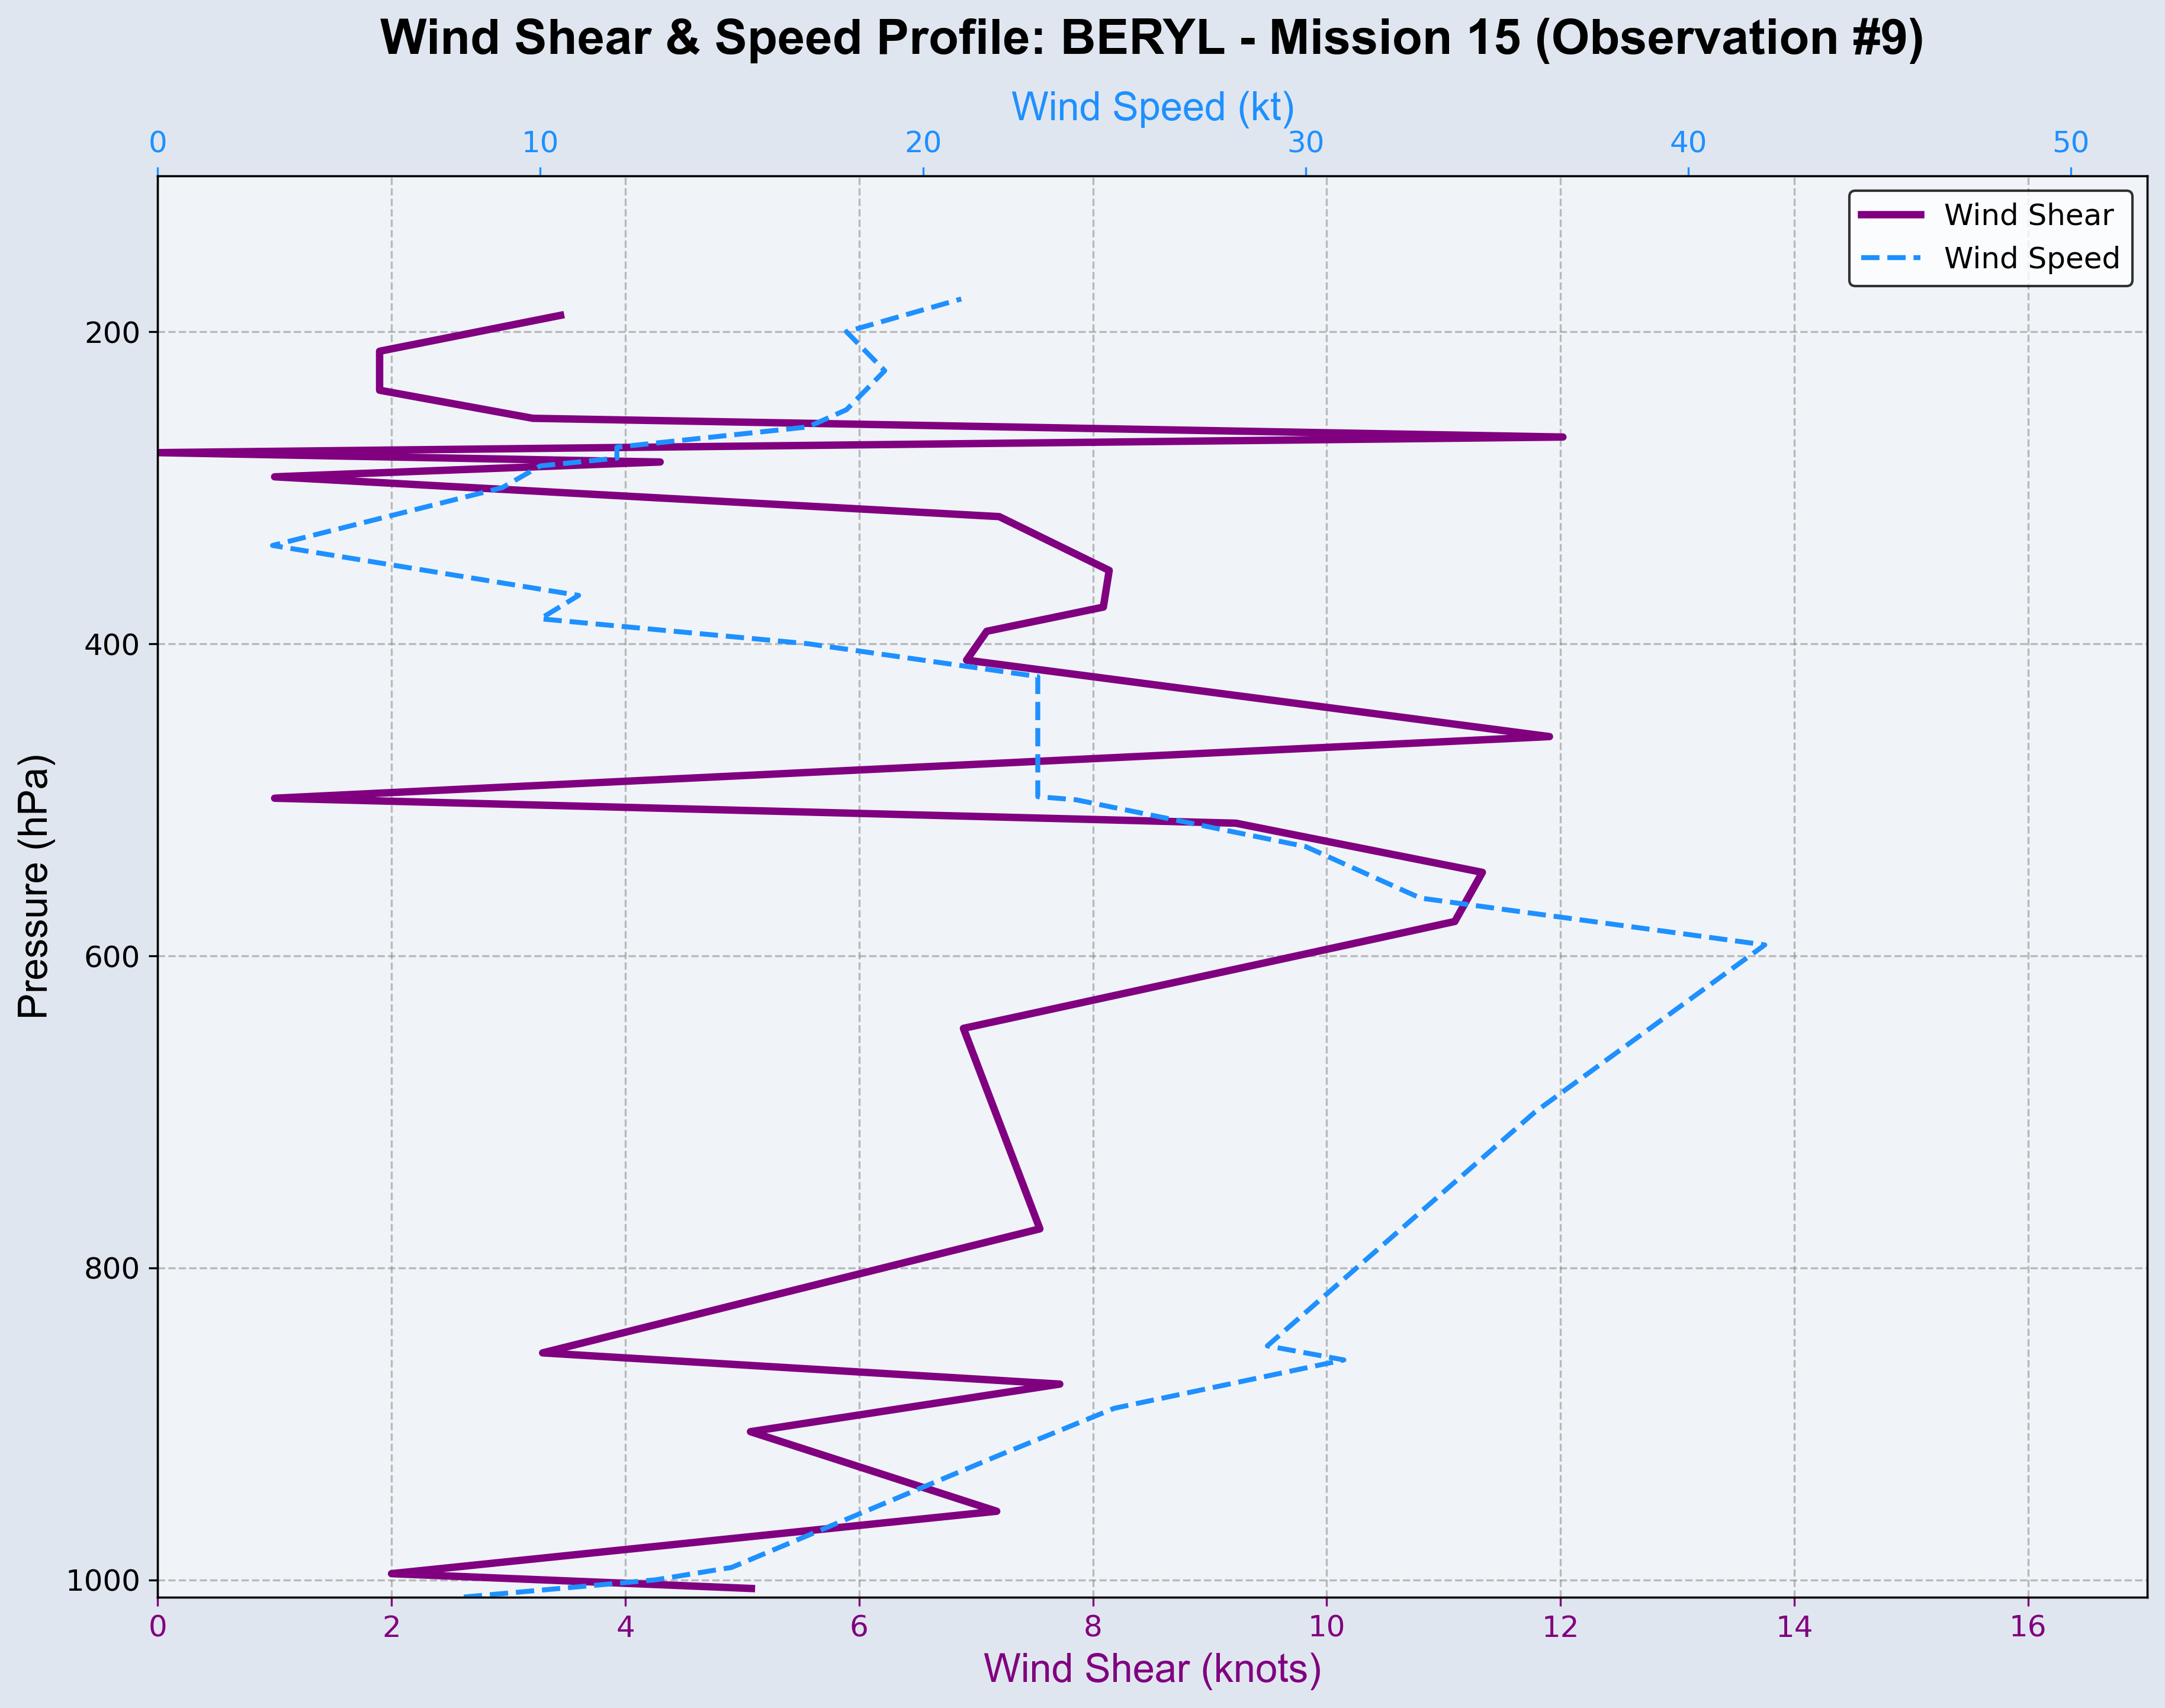 Wind Shear & Speed Profile: BERYL - Mission 15 (Observation #9)
Wind Speed (kt)
0 10 20 30 40 50
Wind Shear
Wind Speed
200
400
600
800
1000
Pressure (hPa)
0 2 4 6 8 10 12 14 16
Wind Shear (knots)